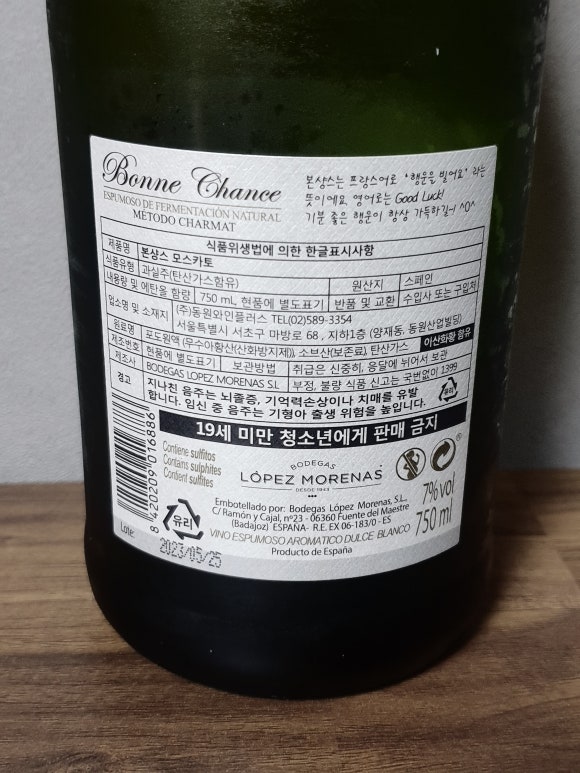 Bonne Chance
ESPUMOSO DE FERMENTACIÓN NATURAL
MÉTODO CHARMAT
본샹스는 프랑스어로 "행운을 빌어요" 라는
뜻이에요. 영어로는 Good Luck!
기분 좋은 행운이 항상 가득하길~! ^0^
식품위생법에 의한 한글표시사항
제품명 본샹스 모스카토
식품유형 과실주(탄산가스함유) 원산지 스페인
내용량 및 에탄올 함량 750 mL, 현품에 별도표기 반품 및 교환 수입사 또는 구입처
업소명 및 소재지 (주)동원와인플러스 TEL(02)589-3354
서울특별시 서초구 마방로 68 , 지하1층 (양재동, 동원산업빌딩)
원료명 포도원액 (무수아황산(산화방지제)), 소브산(보존료), 탄산가스 이산화황 함유
제조번호 현품에 별도표기 보관방법 취급은 신중히, 응달에 뉘어서 보관
제조사 BODEGAS LOPEZ MORENAS S.L 부정, 불량 식품 신고는 국번없이 1399
경고 지나친 음주는 뇌졸중, 기억력손상이나 치매를 유발
합니다. 임신 중 음주는 기형아 출생 위험을 높입니다.
유리
19세 미만 청소년에게 판매 금지
8 420209 016886
Contiene sulfitos
Contains sulphites
Contient sulfites
BODEGAS
LÓPEZ MORENAS
DESDE 1943
유리
Embotellado por: Bodegas López Morenas, S.L.
C/ Ramón y Cajal, nº23 - 06360 Fuente del Maestre
(Badajoz) ESPAÑA- R.E. EX 06-183/0 - ES
VINO ESPUMOSO AROMATICO DULCE BLANCO
Producto de España
7% vol
750 ml
Lote:
2023/05/25